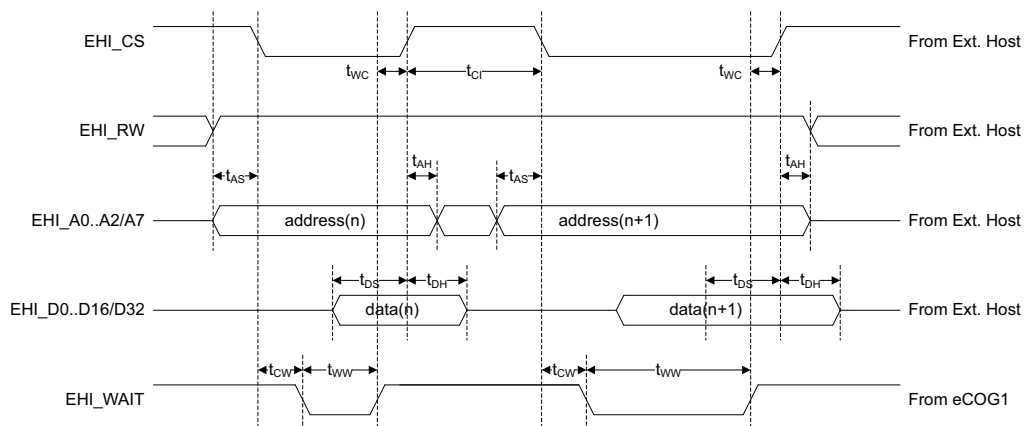 EHI_CS From Ext. Host
tWC tCI tWC
EHI_RW From Ext. Host
tAS tAH tAS tAH
EHI_A0..A2/A7 address(n) address(n+1) From Ext. Host
tDS tDH tDS tDH
EHI_D0..D16/D32 data(n) data(n+1) From Ext. Host
tCW tWW tCW tWW
EHI_WAIT From eCOG1